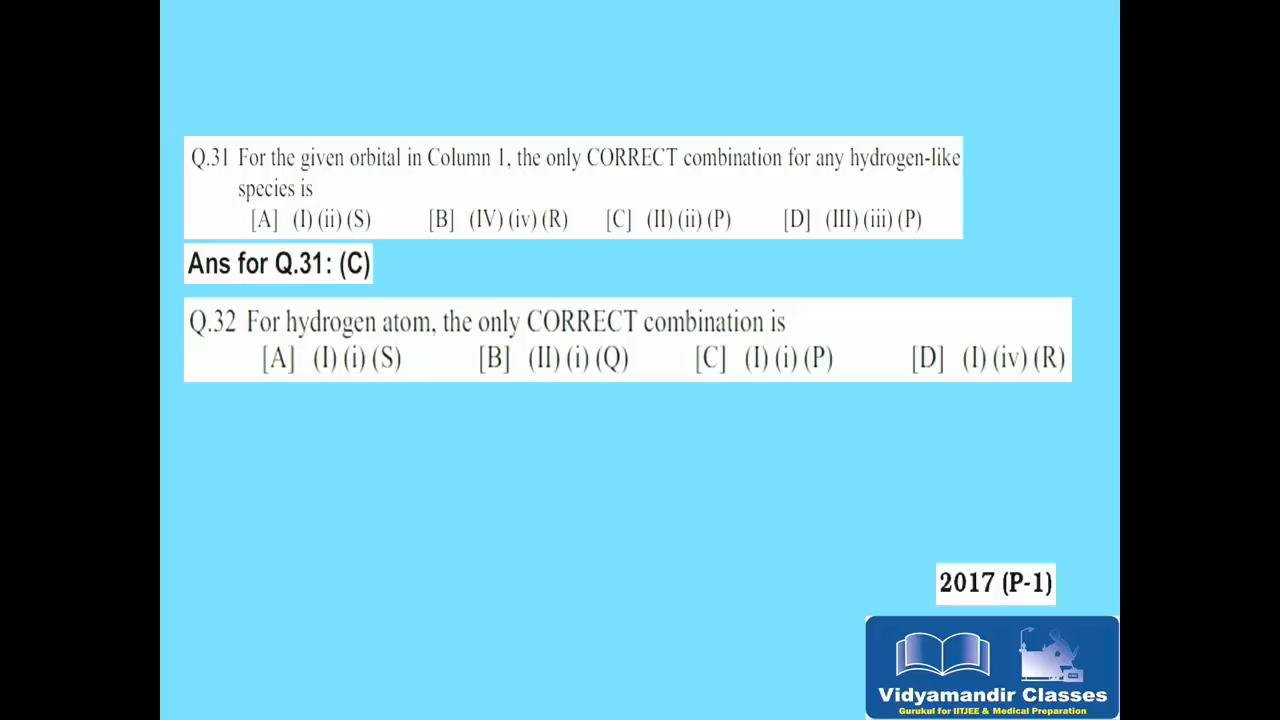 Q.31 For the given orbital in Column 1, the only CORRECT combination for any hydrogen-like
species is
[A] (I) (ii) (S) [B] (IV) (iv) (R) [C] (II) (ii) (P) [D] (III) (iii) (P)
Ans for Q.31: (C)
Q.32 For hydrogen atom, the only CORRECT combination is
[A] (I) (i) (S) [B] (II) (i) (Q) [C] (I) (i) (P) [D] (I) (iv) (R)
2017 (P-1)
Vidyamandir Classes
Gurukul for IITJEE & Medical Preparation